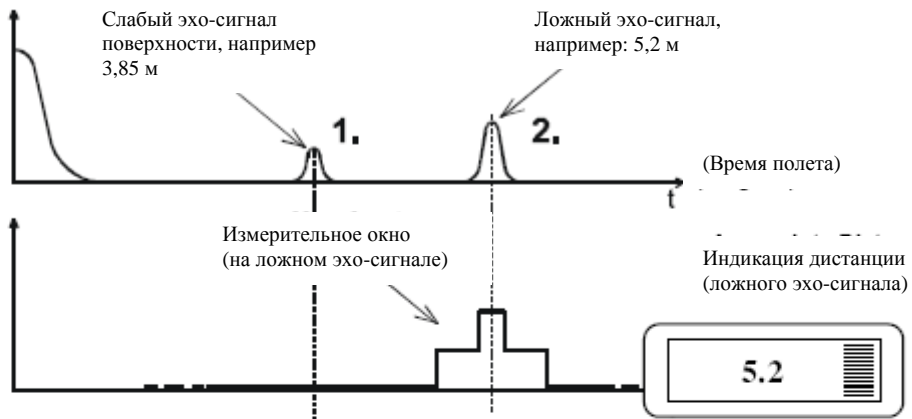 Слабый эхо-сигнал
поверхности, например
3,85 м
Ложный эхо-сигнал,
например: 5,2 м
1.
2.
(Время полета)
t
Измерительное окно
(на ложном эхо-сигнале)
Индикация дистанции
(ложного эхо-сигнала)
5.2